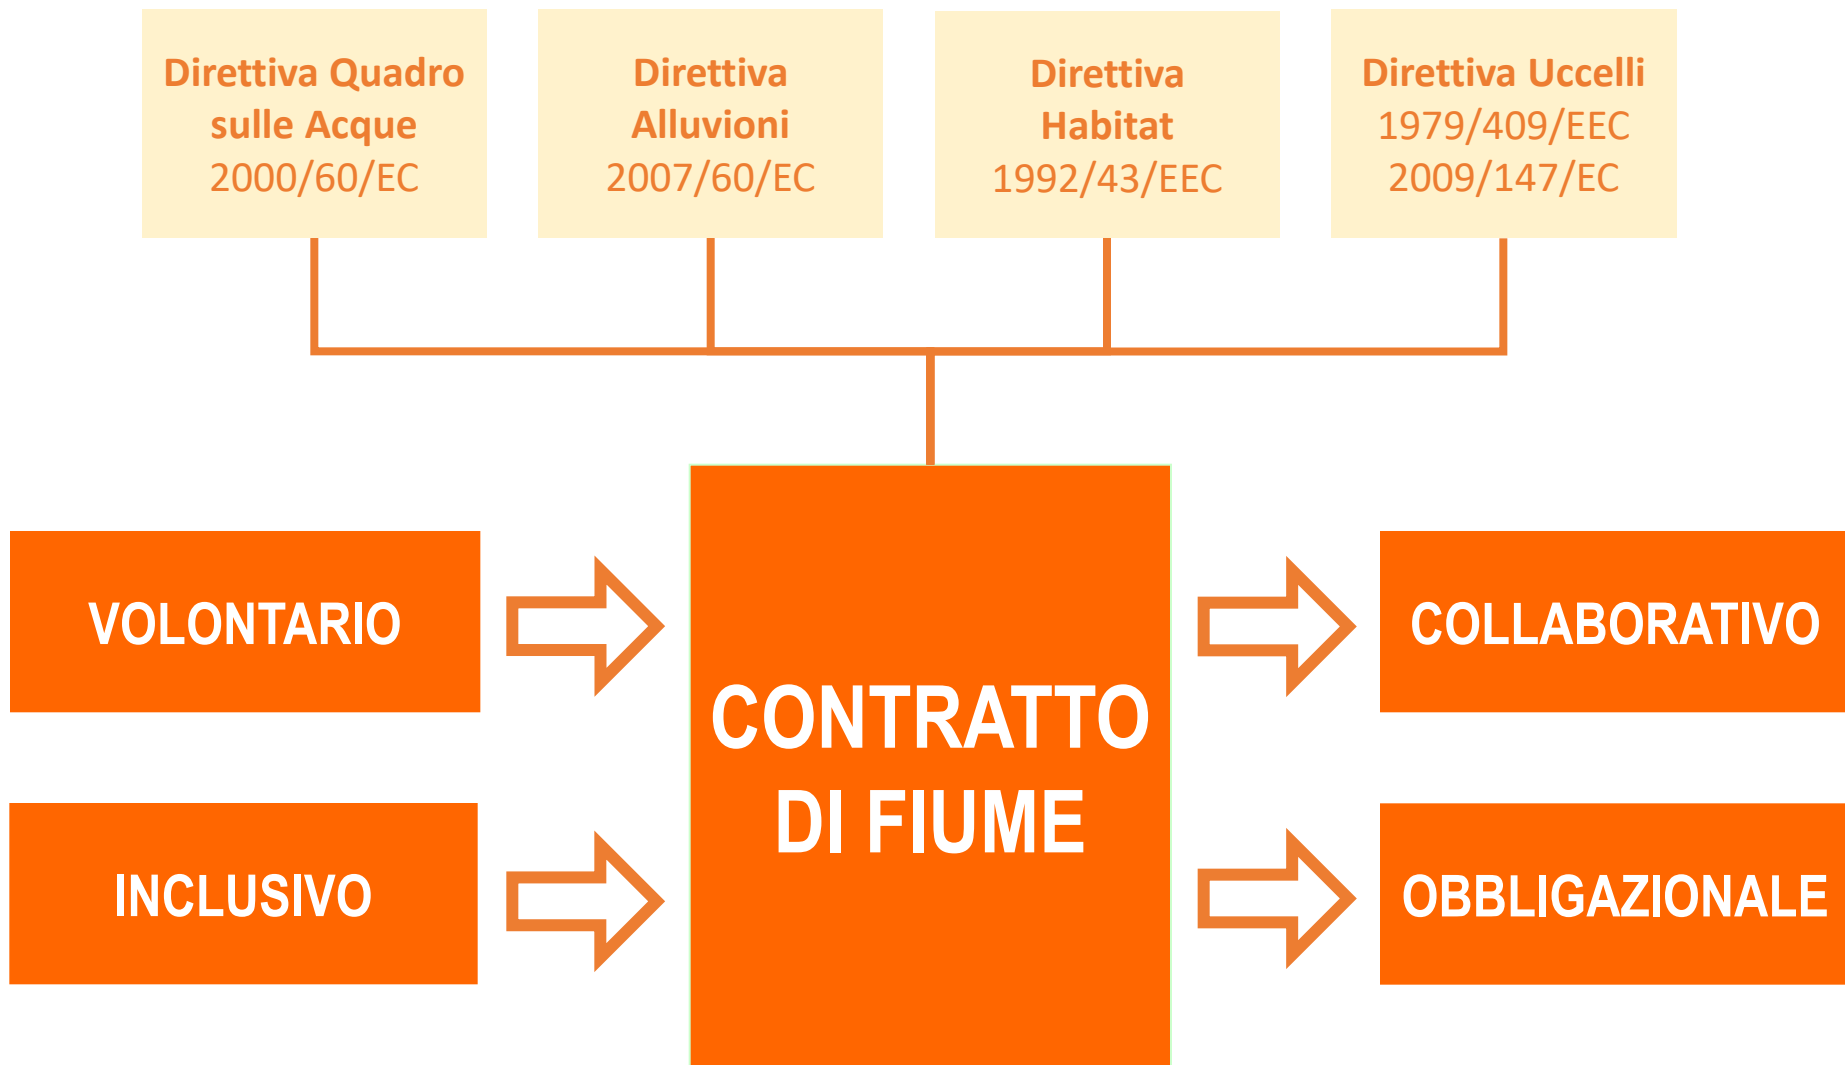 Direttiva Quadro
sulle Acque
2000/60/EC
Direttiva
Alluvioni
2007/60/EC
Direttiva
Habitat
1992/43/EEC
Direttiva Uccelli
1979/409/EEC
2009/147/EC
VOLONTARIO
INCLUSIVO
CONTRATTO
DI FIUME
COLLABORATIVO
OBBLIGAZIONALE